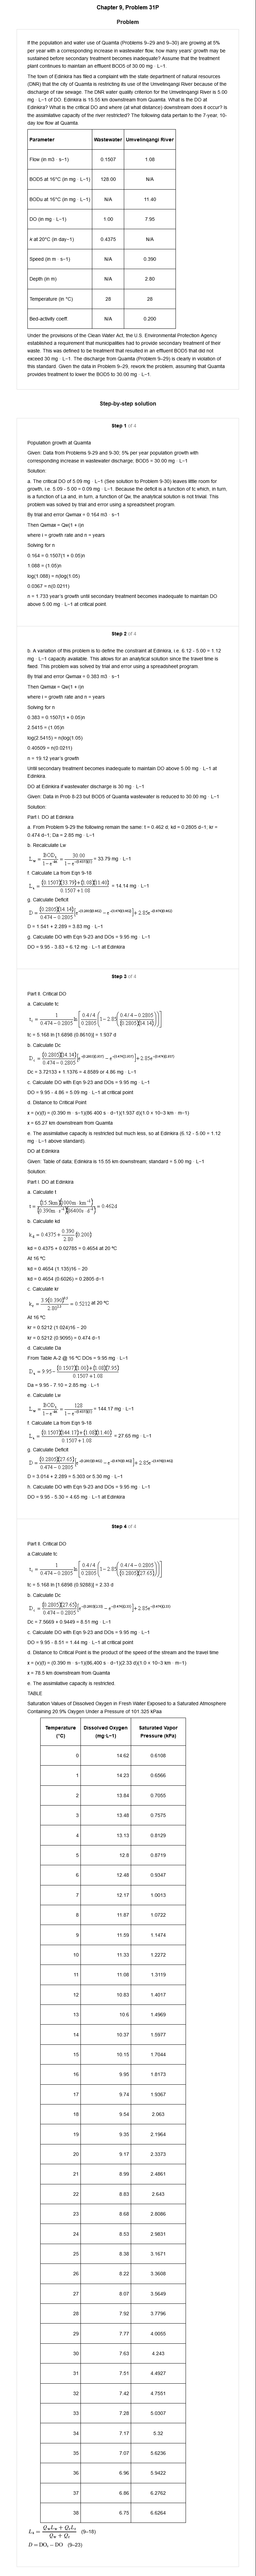 Chapter 9, Problem 31P
Problem
If the population and water use of Quamta (Problems 9–29 and 9–30) are growing at 5%
per year with a corresponding increase in wastewater flow, how many years' growth may be
sustained before secondary treatment becomes inadequate? Assume that the treatment
plant continues to maintain an effluent BOD5 of 30.00 mg · L−1.
The town of Edinkira has filed a complaint with the state department of natural resources
(DNR) that the city of Quamta is restricting its use of the Umvelinqangi River because of the
discharge of raw sewage. The DNR water quality criterion for the Umvelinqangi River is 5.00
mg · L−1 of DO. Edinkira is 15.55 km downstream from Quamta. What is the DO at
Edinkira? What is the critical DO and where (at what distance) downstream does it occur? Is
the assimilative capacity of the river restricted? The following data pertain to the 7-year, 10-
day low flow at Quamta.
Parameter Wastewater Umvelinqangi River
Flow (in m3 · s−1) 0.1507 1.08
BOD5 at 16°C (in mg · L−1) 128.00 N/A
BODu at 16°C (in mg · L−1) N/A 11.40
DO (in mg · L−1) 1.00 7.95
κ at 20°C (in day−1) 0.4375 N/A
Speed (in m · s−1) N/A 0.390
Depth (in m) N/A 2.80
Temperature (in °C) 28 28
Bed-activity coeff. N/A 0.200
Under the provisions of the Clean Water Act, the U.S. Environmental Protection Agency
established a requirement that municipalities had to provide secondary treatment of their
waste. This was defined to be treatment that resulted in an effluent BOD5 that did not
exceed 30 mg · L−1. The discharge from Quamta (Problem 9–29) is clearly in violation of
this standard. Given the data in Problem 9–29, rework the problem, assuming that Quamta
provides treatment to lower the BOD5 to 30.00 mg · L−1.
Step-by-step solution
Step 1 of 4
Population growth at Quamta
Given: Data from Problems 9-29 and 9-30; 5% per year population growth with
corresponding increase in wastewater discharge; BOD5 = 30.00 mg · L−1
Solution:
a. The critical DO of 5.09 mg · L−1 (See solution to Problem 9-30) leaves little room for
growth, i.e. 5.09 - 5.00 = 0.09 mg · L−1. Because the deficit is a function of tc which, in turn,
is a function of La and, in turn, a function of Qw, the analytical solution is not trivial. This
problem was solved by trial and error using a spreadsheet program.
By trial and error Qwmax = 0.164 m3 · s−1
Then Qwmax = Qw(1 + i)n
where i = growth rate and n = years
Solving for n
0.164 = 0.1507(1 + 0.05)n
1.088 = (1.05)n
log(1.088) = n(log(1.05)
0.0367 = n(0.0211)
n = 1.733 year's growth until secondary treatment becomes inadequate to maintain DO
above 5.00 mg · L−1 at critical point.
Step 2 of 4
b. A variation of this problem is to define the constraint at Edinkira, i.e. 6.12 - 5.00 = 1.12
mg · L−1 capacity available. This allows for an analytical solution since the travel time is
fixed. This problem was solved by trial and error using a spreadsheet program.
By trial and error Qwmax = 0.383 m3 · s−1
Then Qwmax = Qw(1 + i)n
where i = growth rate and n = years
Solving for n
0.383 = 0.1507(1 + 0.05)n
2.5415 = (1.05)n
log(2.5415) = n(log(1.05)
0.40509 = n(0.0211)
n = 19.12 year's growth
Until secondary treatment becomes inadequate to maintain DO above 5.00 mg · L−1 at
Edinkira.
DO at Edinkira if wastewater discharge is 30 mg · L−1
Given: Data in Prob 8-23 but BOD5 of Quamta wastewater is reduced to 30.00 mg · L−1
Solution:
Part I. DO at Edinkira
a. From Problem 9-29 the following remain the same: t = 0.462 d, kd = 0.2805 d-1, kr =
0.474 d-1, Da = 2.85 mg · L−1
b. Recalculate Lw
L_w = BOD_t / (1−e^−kt) = 30.00 / (1−e^−(0.4375)(5)) = 33.79 mg · L−1
f. Calculate La from Eqn 9-18
L_a = [(0.1507)(33.79)+(1.08)(11.40)] / (0.1507+1.08) = 14.14 mg · L−1
g. Calculate Deficit
D = (0.2805)(14.14) / (0.474−0.2805) [e^−(0.2805)(0.462) − e^−(0.474)(0.462)] + 2.85e^−(0.474)(0.462)
D = 1.541 + 2.289 = 3.83 mg · L−1
g. Calculate DO with Eqn 9-23 and DOs = 9.95 mg · L−1
DO = 9.95 - 3.83 = 6.12 mg · L−1 at Edinkira
Step 3 of 4
Part II. Critical DO
a. Calculate tc
t_c = 1 / (0.474−0.2805) ln [ 0.474 / 0.2805 (1−2.85 ( (0.474−0.2805) / ((0.2805)(14.14)) ) ) ]
tc = 5.168 ln [1.6898 (0.8610)] = 1.937 d
b. Calculate Dc
D_c = (0.2805)(14.14) / (0.474−0.2805) [e^−(0.2805)(1.937) − e^−(0.474)(1.937)] + 2.85e^−(0.474)(1.937)
Dc = 3.72133 + 1.1376 = 4.8589 or 4.86 mg · L−1
c. Calculate DO with Eqn 9-23 and DOs = 9.95 mg · L−1
DO = 9.95 - 4.86 = 5.09 mg · L−1 at critical point
d. Distance to Critical Point
x = (v)(t) = (0.390 m · s−1)(86 400 s · d−1)(1.937 d)(1.0 × 10−3 km · m−1)
x = 65.27 km downstream from Quamta
e. The assimilative capacity is restricted but much less, so at Edinkira (6.12 - 5.00 = 1.12
mg · L−1 above standard).
DO at Edinkira
Given: Table of data; Edinkira is 15.55 km downstream, standard = 5.00 mg · L−1
Solution:
Part I. DO at Edinkira
a. Calculate t
t = (15.5km)(1000m · km^−1) / ((0.390m · s^−1)(86400s · d^−1)) = 0.4624
b. Calculate kd
k_d = 0.4375 + 0.390 / 2.80 (0.200)
kd = 0.4375 + 0.02785 = 0.4654 at 20 °C
At 16 °C
kd = 0.4654 (1.135)16 − 20
kd = 0.4654 (0.6026) = 0.2805 d−1
c. Calculate kr
k_r = 3.9(0.390)^0.5 / 2.80^1.5 = 0.5212 at 20 °C
At 16 °C
kr = 0.5212 (1.024)16 − 20
kr = 0.5212 (0.9095) = 0.474 d−1
d. Calculate Da
From Table A-2 @ 16 °C DOs = 9.95 mg · L−1
D_a = 9.95 − [(0.1507)(1.00)+(1.08)(7.95)] / (0.1507+1.08)
Da = 9.95 - 7.10 = 2.85 mg · L−1
e. Calculate Lw
L_w = BOD_t / (1−e^−kt) = 128 / (1−e^−(0.4375)(5)) = 144.17 mg · L−1
f. Calculate La from Eqn 9-18
L_a = [(0.1507)(144.17)+(1.08)(11.40)] / (0.1507+1.08) = 27.65 mg · L−1
g. Calculate Deficit
D = (0.2805)(27.65) / (0.474−0.2805) [e^−(0.2805)(0.462) − e^−(0.474)(0.462)] + 2.85e^−(0.474)(0.462)
D = 3.014 + 2.289 = 5.303 or 5.30 mg · L−1
h. Calculate DO with Eqn 9-23 and DOs = 9.95 mg · L−1
DO = 9.95 - 5.30 = 4.65 mg · L−1 at Edinkira
Step 4 of 4
Part II. Critical DO
a.Calculate tc
t_c = 1 / (0.474−0.2805) ln [ 0.474 / 0.2805 (1−2.85 ( (0.474−0.2805) / ((0.2805)(27.65)) ) ) ]
tc = 5.168 ln [1.6898 (0.9288)] = 2.33 d
b. Calculate Dc
D_c = (0.2805)(27.65) / (0.474−0.2805) [e^−(0.2805)(2.33) − e^−(0.474)(2.33)] + 2.85e^−(0.474)(2.33)
Dc = 7.5669 + 0.9449 = 8.51 mg · L−1
c. Calculate DO with Eqn 9-23 and DOs = 9.95 mg · L−1
DO = 9.95 - 8.51 = 1.44 mg · L−1 at critical point
d. Distance to Critical Point is the product of the speed of the stream and the travel time
x = (v)(t) = (0.390 m · s−1)(86,400 s · d−1)(2.33 d)(1.0 × 10−3 km · m−1)
x = 78.5 km downstream from Quamta
e. The assimilative capacity is restricted.
TABLE
Saturation Values of Dissolved Oxygen in Fresh Water Exposed to a Saturated Atmosphere
Containing 20.9% Oxygen Under a Pressure of 101.325 kPaa
Temperature (°C) Dissolved Oxygen (mg·L−1) Saturated Vapor Pressure (kPa)
0 14.62 0.6108
1 14.23 0.6566
2 13.84 0.7055
3 13.48 0.7575
4 13.13 0.8129
5 12.8 0.8719
6 12.48 0.9347
7 12.17 1.0013
8 11.87 1.0722
9 11.59 1.1474
10 11.33 1.2272
11 11.08 1.3119
12 10.83 1.4017
13 10.6 1.4969
14 10.37 1.5977
15 10.15 1.7044
16 9.95 1.8173
17 9.74 1.9367
18 9.54 2.063
19 9.35 2.1964
20 9.17 2.3373
21 8.99 2.4861
22 8.83 2.643
23 8.68 2.8086
24 8.53 2.9831
25 8.38 3.1671
26 8.22 3.3608
27 8.07 3.5649
28 7.92 3.7796
29 7.77 4.0055
30 7.63 4.243
31 7.51 4.4927
32 7.42 4.7551
33 7.28 5.0307
34 7.17 5.32
35 7.07 5.6236
36 6.96 5.9422
37 6.86 6.2762
38 6.75 6.6264
L_a = (Q_w L_w + Q_r L_r) / (Q_w + Q_r) (9–18)
D = DO_s − DO (9–23)